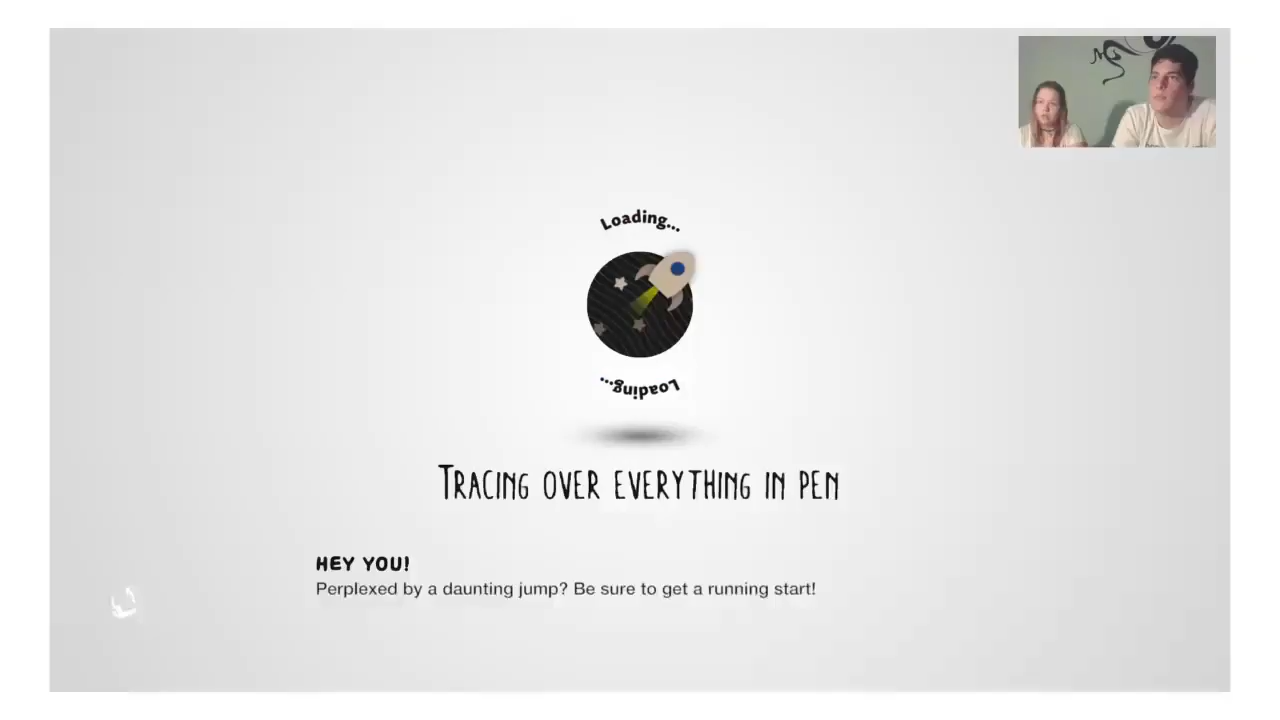 Loading...
Loading...
TRACING OVER EVERYTHING IN PEN
HEY YOU!
Perplexed by a daunting jump? Be sure to get a running start!